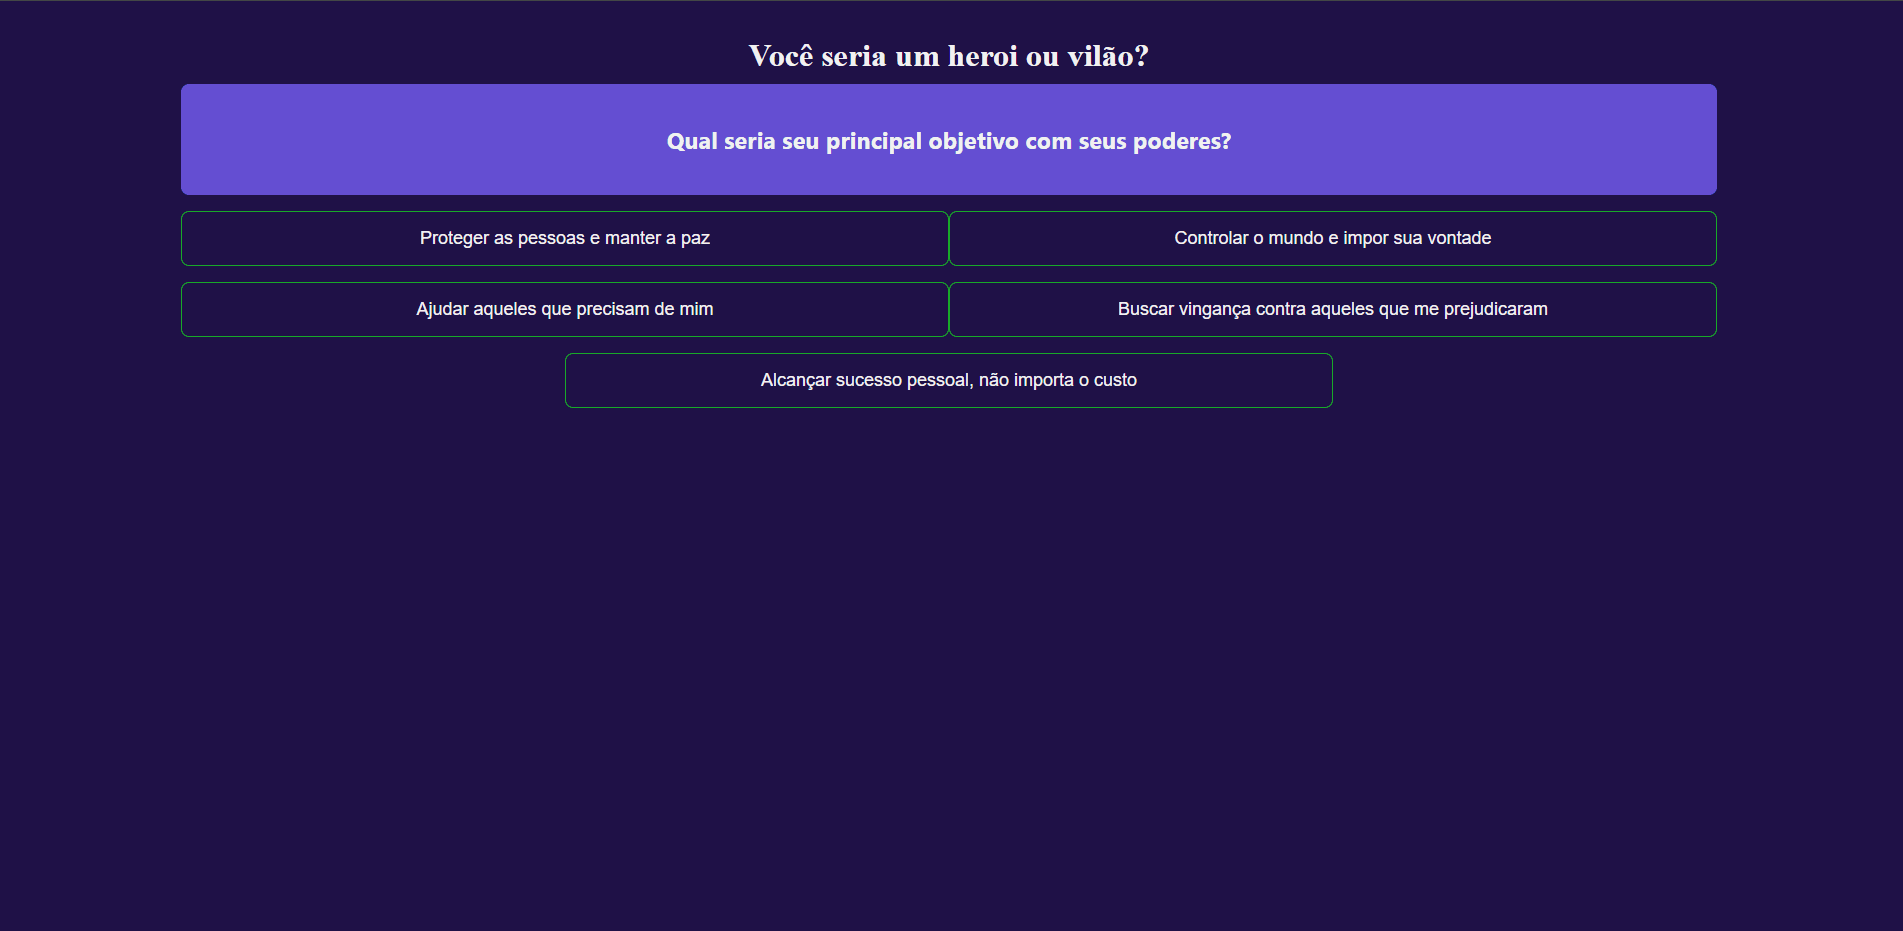 Você seria um heroi ou vilão?
Qual seria seu principal objetivo com seus poderes?
Proteger as pessoas e manter a paz
Controlar o mundo e impor sua vontade
Ajudar aqueles que precisam de mim
Buscar vingança contra aqueles que me prejudicaram
Alcançar sucesso pessoal, não importa o custo